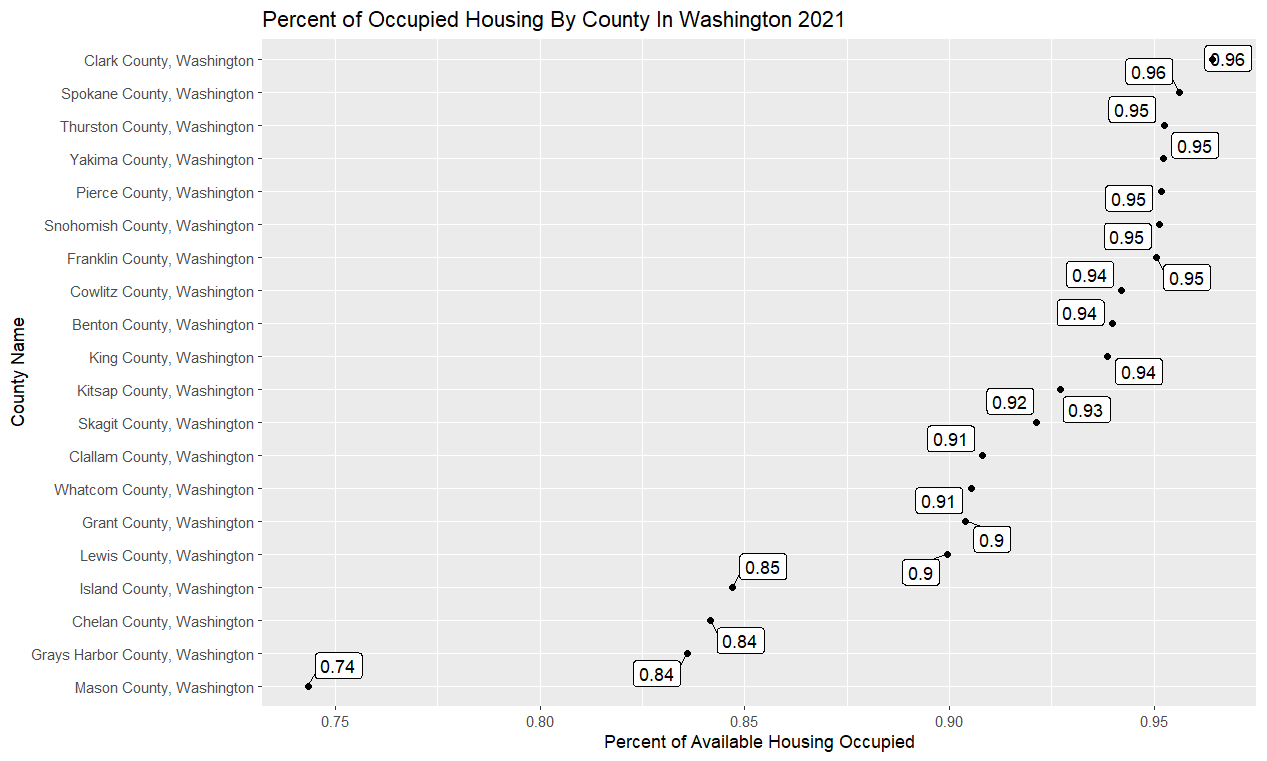 Percent of Occupied Housing By County In Washington 2021
County Name
Clark County, Washington
0.96
Spokane County, Washington
0.96
Thurston County, Washington
0.95
Yakima County, Washington
0.95
Pierce County, Washington
0.95
Snohomish County, Washington
0.95
Franklin County, Washington
0.95
Cowlitz County, Washington
0.94
Benton County, Washington
0.94
King County, Washington
0.94
Kitsap County, Washington
0.93
Skagit County, Washington
0.92
Clallam County, Washington
0.91
Whatcom County, Washington
0.91
Grant County, Washington
0.9
Lewis County, Washington
0.9
Island County, Washington
0.85
Chelan County, Washington
0.84
Grays Harbor County, Washington
0.84
Mason County, Washington
0.74
0.75 0.80 0.85 0.90 0.95
Percent of Available Housing Occupied